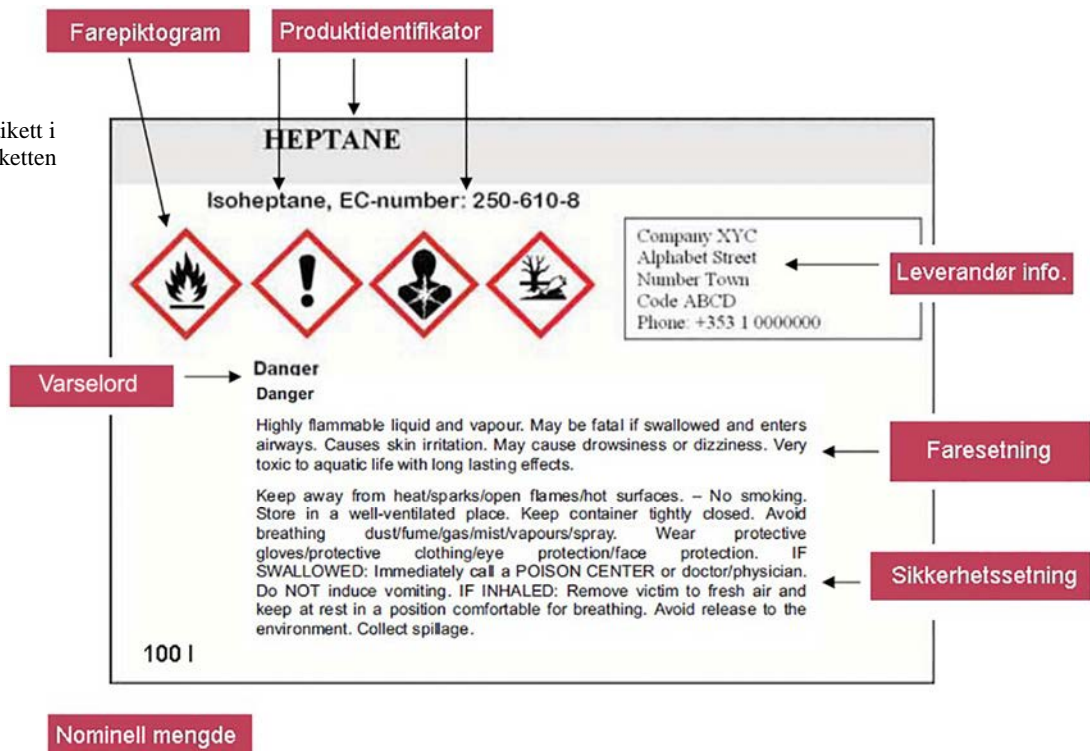 Farepiktogram
Produktidentifikator
ikett i
ketten
HEPTANE
Isoheptane, EC-number: 250-610-8
Company XYC
Alphabet Street
Number Town
Code ABCD
Phone: +353 1 0000000
Leverandør info.
Varselord
Danger
Danger
Highly flammable liquid and vapour. May be fatal if swallowed and enters
airways. Causes skin irritation. May cause drowsiness or dizziness. Very
toxic to aquatic life with long lasting effects.
Faresetning
Keep away from heat/sparks/open flames/hot surfaces. – No smoking.
Store in a well-ventilated place. Keep container tightly closed. Avoid
breathing dust/fume/gas/mist/vapours/spray. Wear protective
gloves/protective clothing/eye protection/face protection. IF
SWALLOWED: Immediately call a POISON CENTER or doctor/physician.
Do NOT induce vomiting. IF INHALED: Remove victim to fresh air and
keep at rest in a position comfortable for breathing. Avoid release to the
environment. Collect spillage.
Sikkerhetssetning
100 l
Nominell mengde